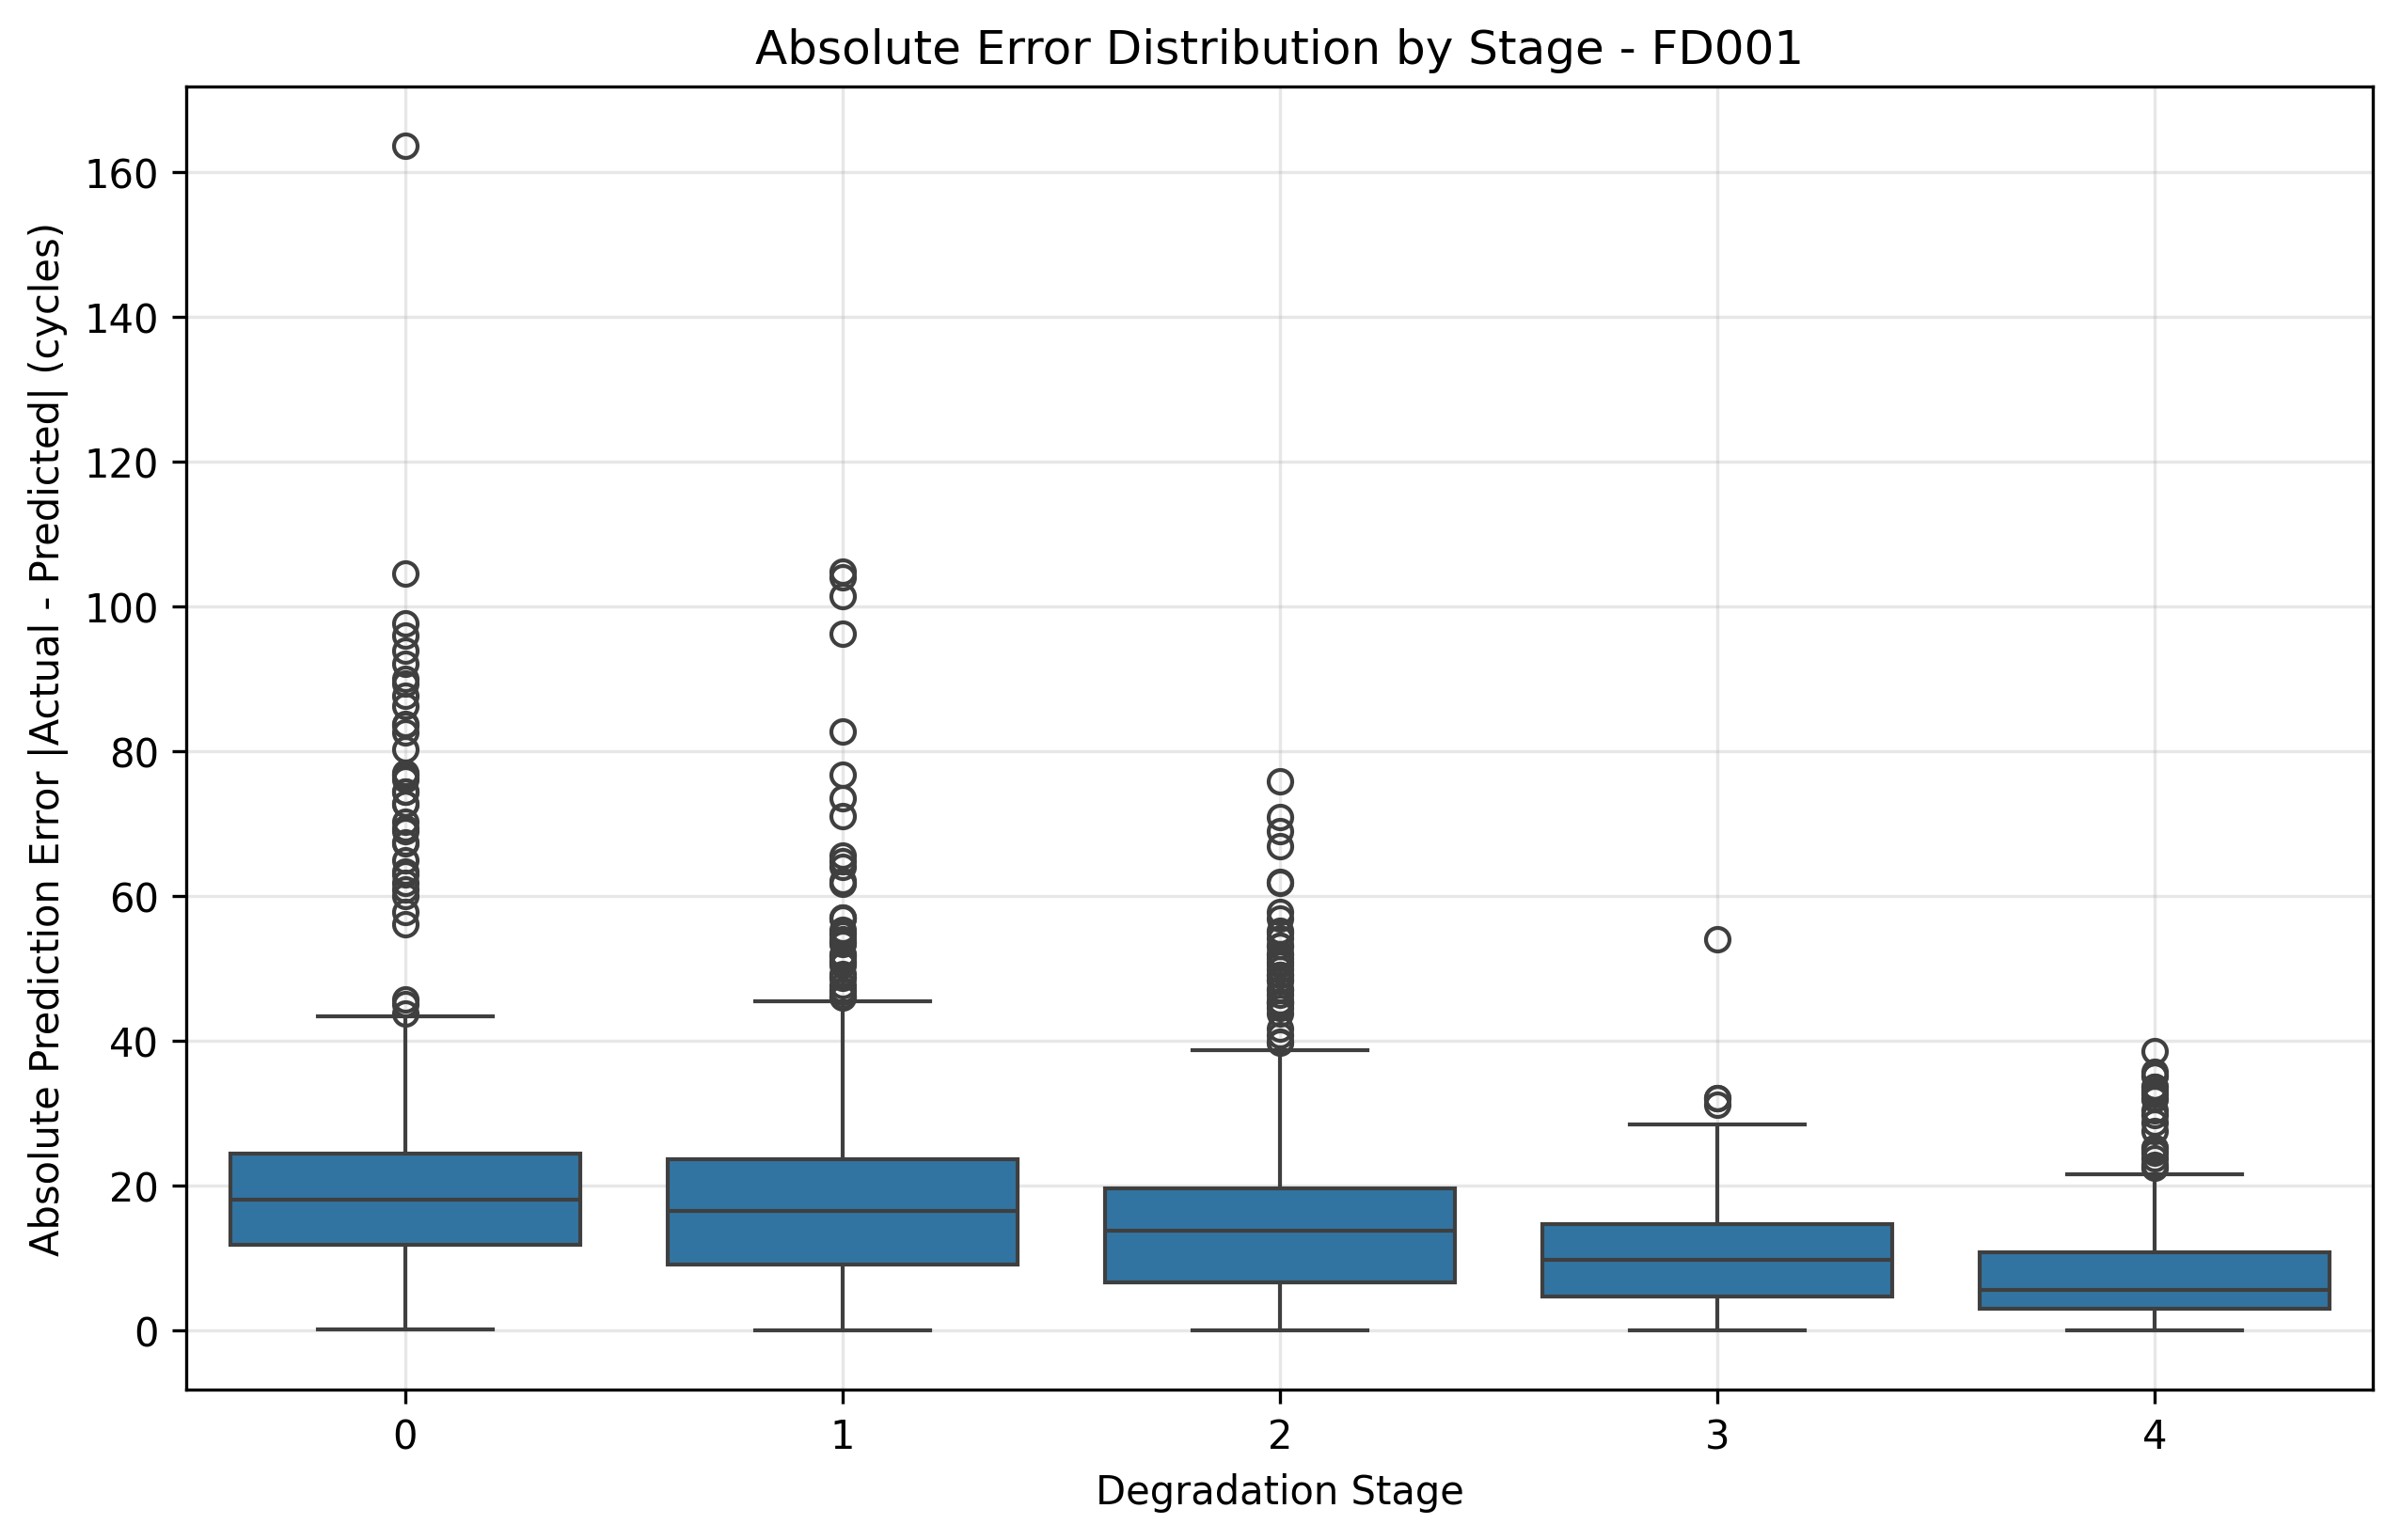 Absolute Error Distribution by Stage - FD001
Absolute Prediction Error |Actual - Predicted| (cycles)
160
140
120
100
80
60
40
20
0
0 1 2 3 4
Degradation Stage